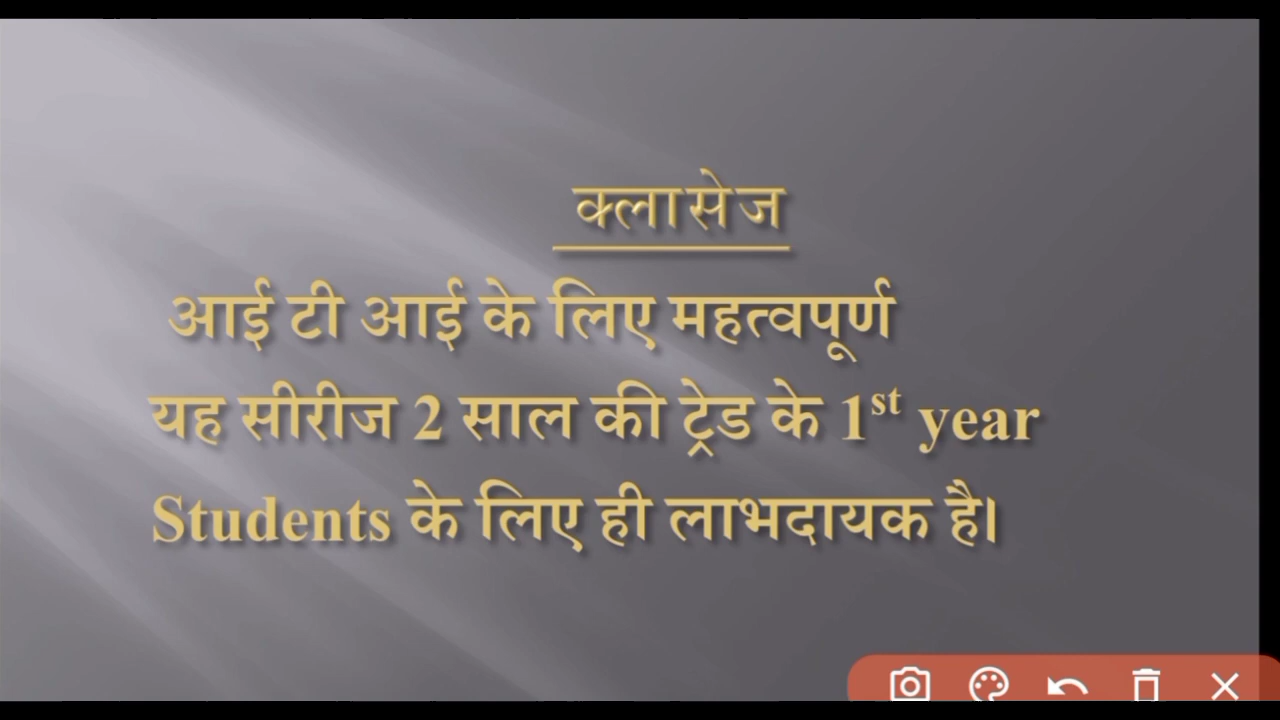 क्लासेज
आई टी आई के लिए महत्वपूर्ण
यह सीरीज 2 साल की ट्रेड के 1st year
Students के लिए ही लाभदायक है।